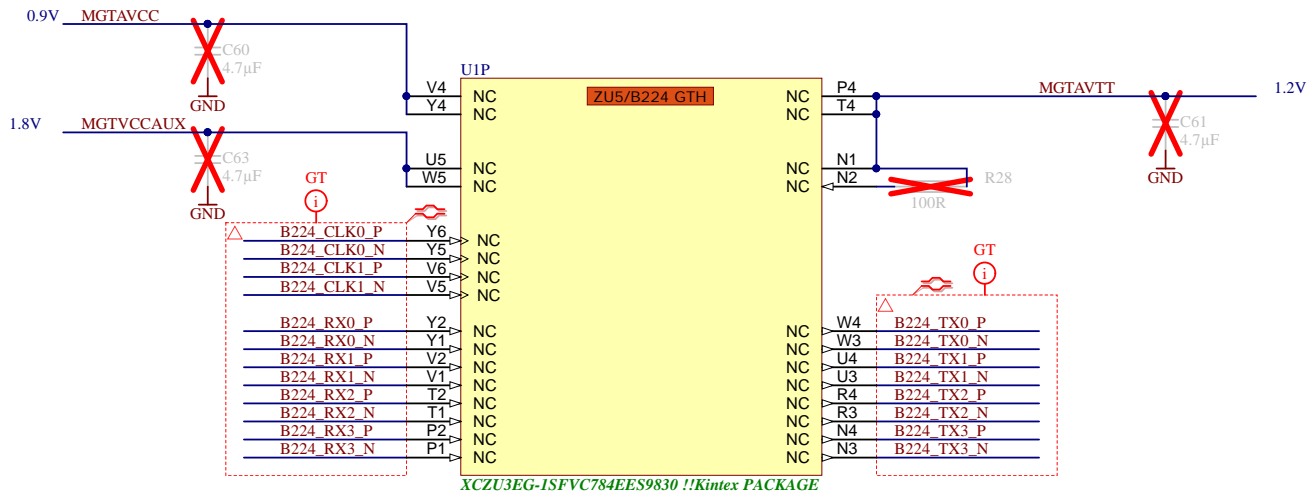 0.9V MGTAVCC
C60
4.7µF
GND
U1P
ZU5/B224 GTH
V4 NC NC P4 MGTAVTT 1.2V
Y4 NC NC T4
C61
4.7µF
GND
1.8V MGTVCCAUX
C63
4.7µF
GND
U5 NC NC N1
W5 NC NC N2 R28
100R
GT
i
B224_CLK0_P Y6 NC
B224_CLK0_N Y5 NC
B224_CLK1_P V6 NC
B224_CLK1_N V5 NC
GT
i
B224_RX0_P Y2 NC NC W4 B224_TX0_P
B224_RX0_N Y1 NC NC W3 B224_TX0_N
B224_RX1_P V2 NC NC U4 B224_TX1_P
B224_RX1_N V1 NC NC U3 B224_TX1_N
B224_RX2_P T2 NC NC R4 B224_TX2_P
B224_RX2_N T1 NC NC R3 B224_TX2_N
B224_RX3_P P2 NC NC N4 B224_TX3_P
B224_RX3_N P1 NC NC N3 B224_TX3_N
XCZU3EG-1SFVC784EES9830 !!Kintex PACKAGE